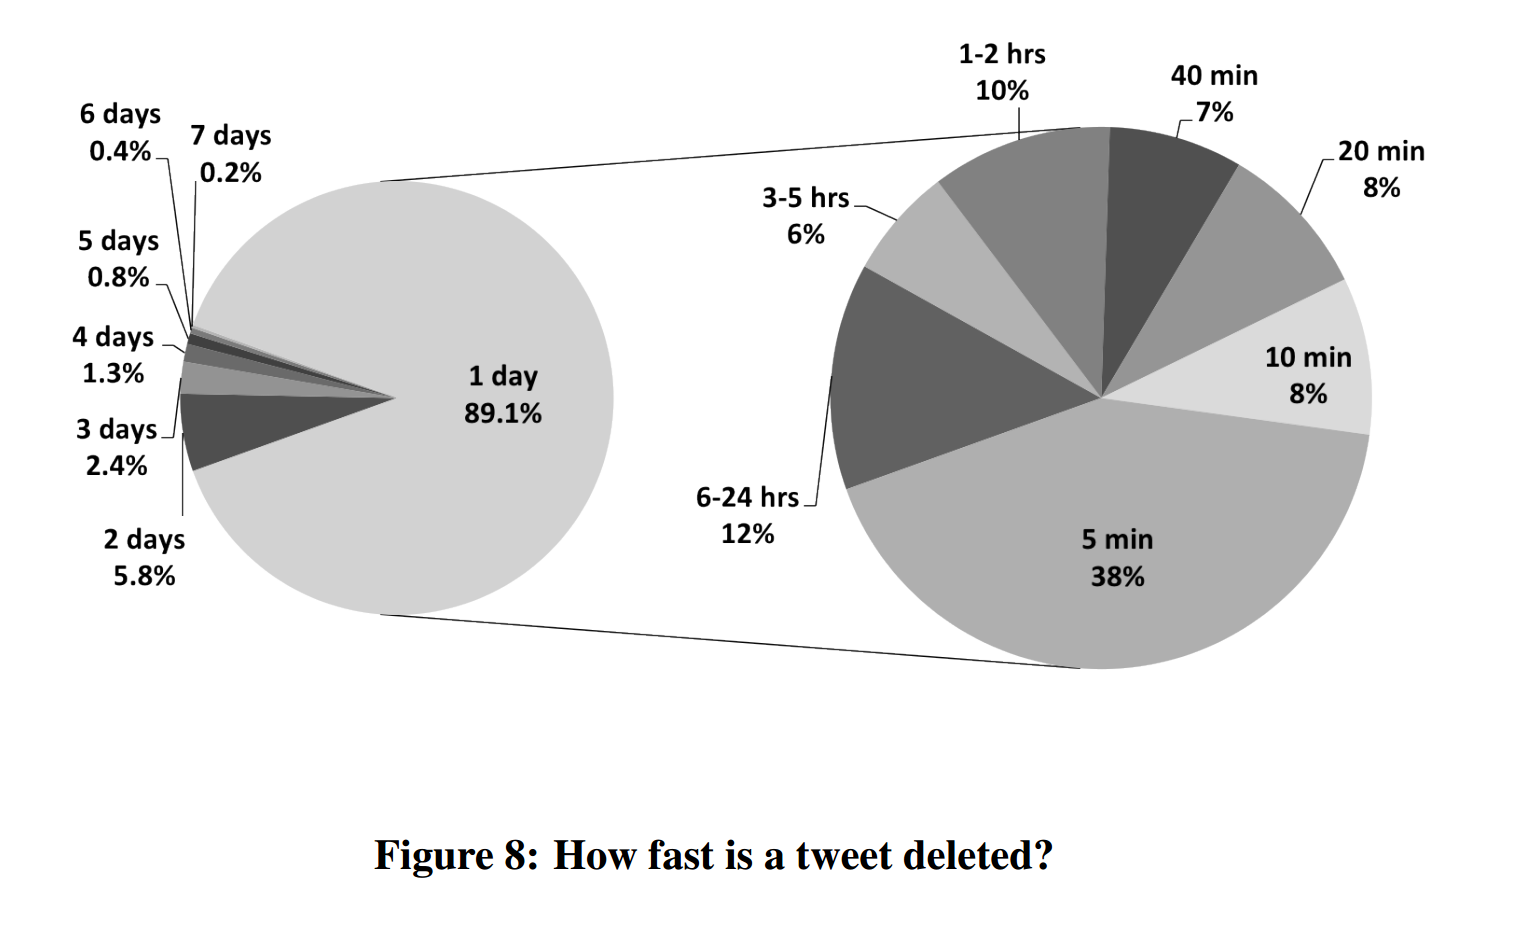 6 days
0.4%
7 days
0.2%
5 days
0.8%
4 days
1.3%
3 days
2.4%
2 days
5.8%
1 day
89.1%
1-2 hrs
10%
40 min
7%
20 min
8%
3-5 hrs
6%
10 min
8%
6-24 hrs
12%
5 min
38%
Figure 8: How fast is a tweet deleted?